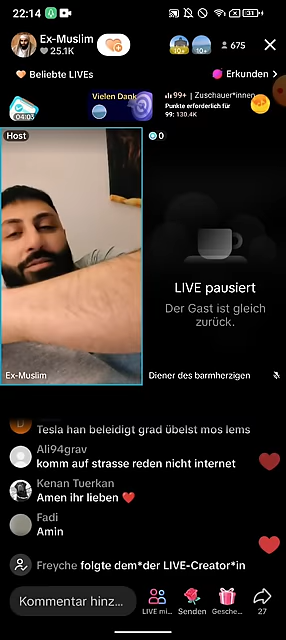 22:14
Ex-Muslim
25.1K
10+
10+
675
Beliebte LIVEs
Erkunden
04:03
Vielen Dank
99+ | Zuschauer*innen
Punkte erforderlich für
99: 130.4K
Host
0
LIVE pausiert
Der Gast ist gleich
zurück.
Ex-Muslim
Diener des barmherzigen
Tesla han beleidigt grad übelst mos lems
Ali94grav
komm auf strasse reden nicht internet
Kenan Tuerkan
Amen ihr lieben ❤️
Fadi
Amin
Freyche folgte dem*der LIVE-Creator*in
Kommentar hinz...
LIVE mi...
Senden
Gesche...
27